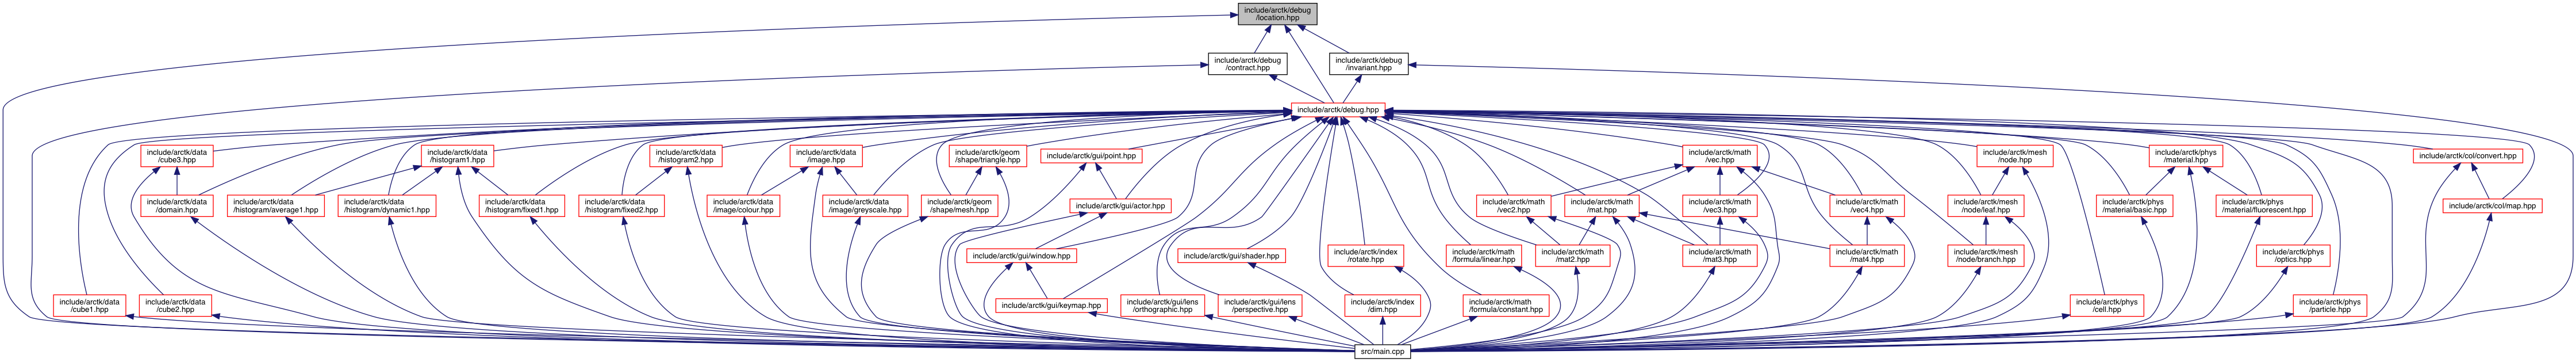 include/arctk/debug
/location.hpp
include/arctk/debug
/contract.hpp
include/arctk/debug
/invariant.hpp
include/arctk/debug.hpp
include/arctk/data
/cube3.hpp
include/arctk/data
/histogram1.hpp
include/arctk/data
/histogram2.hpp
include/arctk/data
/image.hpp
include/arctk/geom
/shape/triangle.hpp
include/arctk/gui/point.hpp
include/arctk/math
/vec.hpp
include/arctk/mesh
/node.hpp
include/arctk/phys
/material.hpp
include/arctk/col/convert.hpp
include/arctk/data
/domain.hpp
include/arctk/data
/histogram/average1.hpp
include/arctk/data
/histogram/dynamic1.hpp
include/arctk/data
/histogram/fixed1.hpp
include/arctk/data
/histogram/fixed2.hpp
include/arctk/data
/image/colour.hpp
include/arctk/data
/image/greyscale.hpp
include/arctk/geom
/shape/mesh.hpp
include/arctk/gui/actor.hpp
include/arctk/math
/vec2.hpp
include/arctk/math
/mat.hpp
include/arctk/math
/vec3.hpp
include/arctk/math
/vec4.hpp
include/arctk/mesh
/node/leaf.hpp
include/arctk/phys
/material/basic.hpp
include/arctk/phys
/material/fluorescent.hpp
include/arctk/col/map.hpp
include/arctk/gui/window.hpp
include/arctk/gui/shader.hpp
include/arctk/index
/rotate.hpp
include/arctk/math
/formula/linear.hpp
include/arctk/math
/mat2.hpp
include/arctk/math
/mat3.hpp
include/arctk/math
/mat4.hpp
include/arctk/mesh
/node/branch.hpp
include/arctk/phys
/optics.hpp
include/arctk/data
/cube1.hpp
include/arctk/data
/cube2.hpp
include/arctk/gui/keymap.hpp
include/arctk/gui/lens
/orthographic.hpp
include/arctk/gui/lens
/perspective.hpp
include/arctk/index
/dim.hpp
include/arctk/math
/formula/constant.hpp
include/arctk/phys
/cell.hpp
include/arctk/phys
/particle.hpp
src/main.cpp